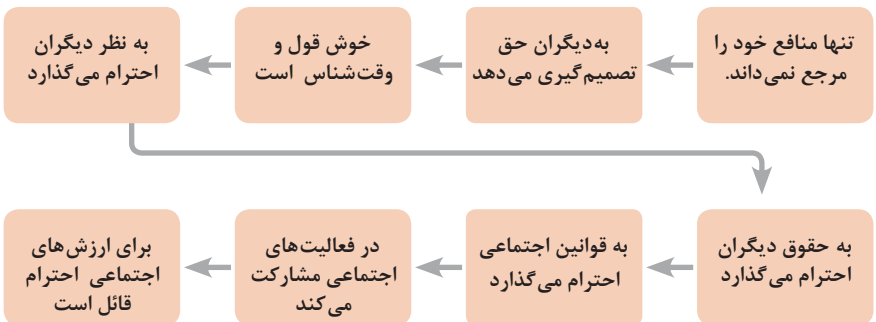 تنها منافع خود را
مرجع نمی‌داند.
به‌دیگران حق
تصمیم‌گیری می‌دهد
خوش قول و
وقت‌شناس است
به نظر دیگران
احترام می‌گذارد
به حقوق دیگران
احترام می‌گذارد
به قوانین اجتماعی
احترام می‌گذارد
در فعالیت‌های
اجتماعی مشارکت
می‌کند
برای ارزش‌های
اجتماعی احترام
قائل است